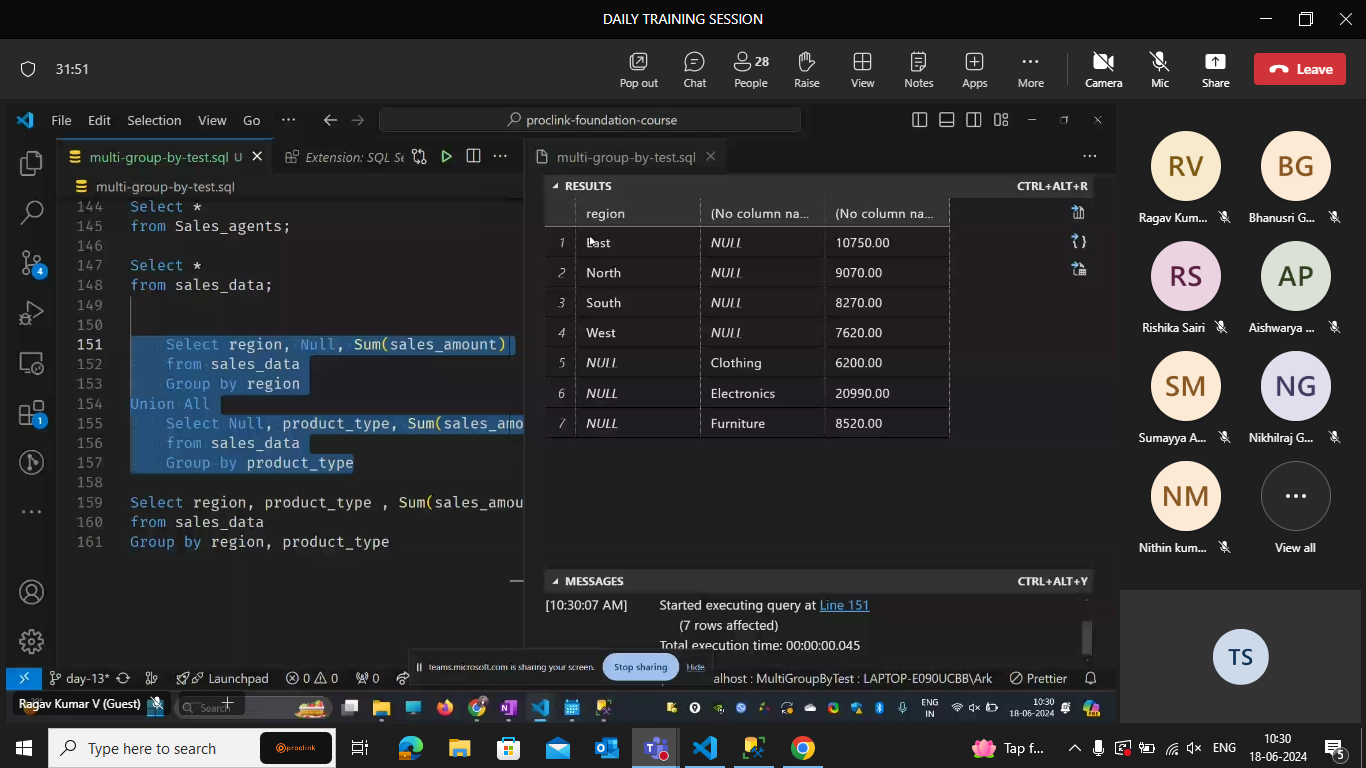 DAILY TRAINING SESSION
31:51
Pop out
Chat
28
People
Raise
View
Notes
Apps
More
Camera
Mic
Share
Leave
File Edit Selection View Go
proclink-foundation-course
multi-group-by-test.sql U
Extension: SQL Se
multi-group-by-test.sql
multi-group-by-test.sql
144 Select *
145 from Sales_agents;
146
147 Select *
148 from sales_data;
149
150
151 Select region, Null, Sum(sales_amount)
152 from sales_data
153 Group by region
154 Union All
155 Select Null, product_type, Sum(sales_amo
156 from sales_data
157 Group by product_type
158
159 Select region, product_type , Sum(sales_amou
160 from sales_data
161 Group by region, product_type
4
1
RESULTS CTRL+ALT+R
region (No column na... (No column na...
1 East NULL 10750.00
2 North NULL 9070.00
3 South NULL 8270.00
4 West NULL 7620.00
5 NULL Clothing 6200.00
6 NULL Electronics 20990.00
7 NULL Furniture 8520.00
MESSAGES CTRL+ALT+Y
[10:30:07 AM] Started executing query at Line 151
(7 rows affected)
Total execution time: 00:00:00.045
teams.microsoft.com is sharing your screen. Stop sharing Hide
day-13* Launchpad 0 0 0 alhost : MultiGroupByTest : LAPTOP-E090UCBB\Ark Prettier
Ragav Kumar V (Guest)
Search
ENG
IN
10:30
18-06-2024
RV
Ragav Kum...
BG
Bhanusri G...
RS
Rishika Sairi
AP
Aishwarya ...
SM
Sumayya A...
NG
Nikhilraj G...
NM
Nithin kum...
View all
TS
Type here to search
proclink
Tap f...
ENG
10:30
18-06-2024
5